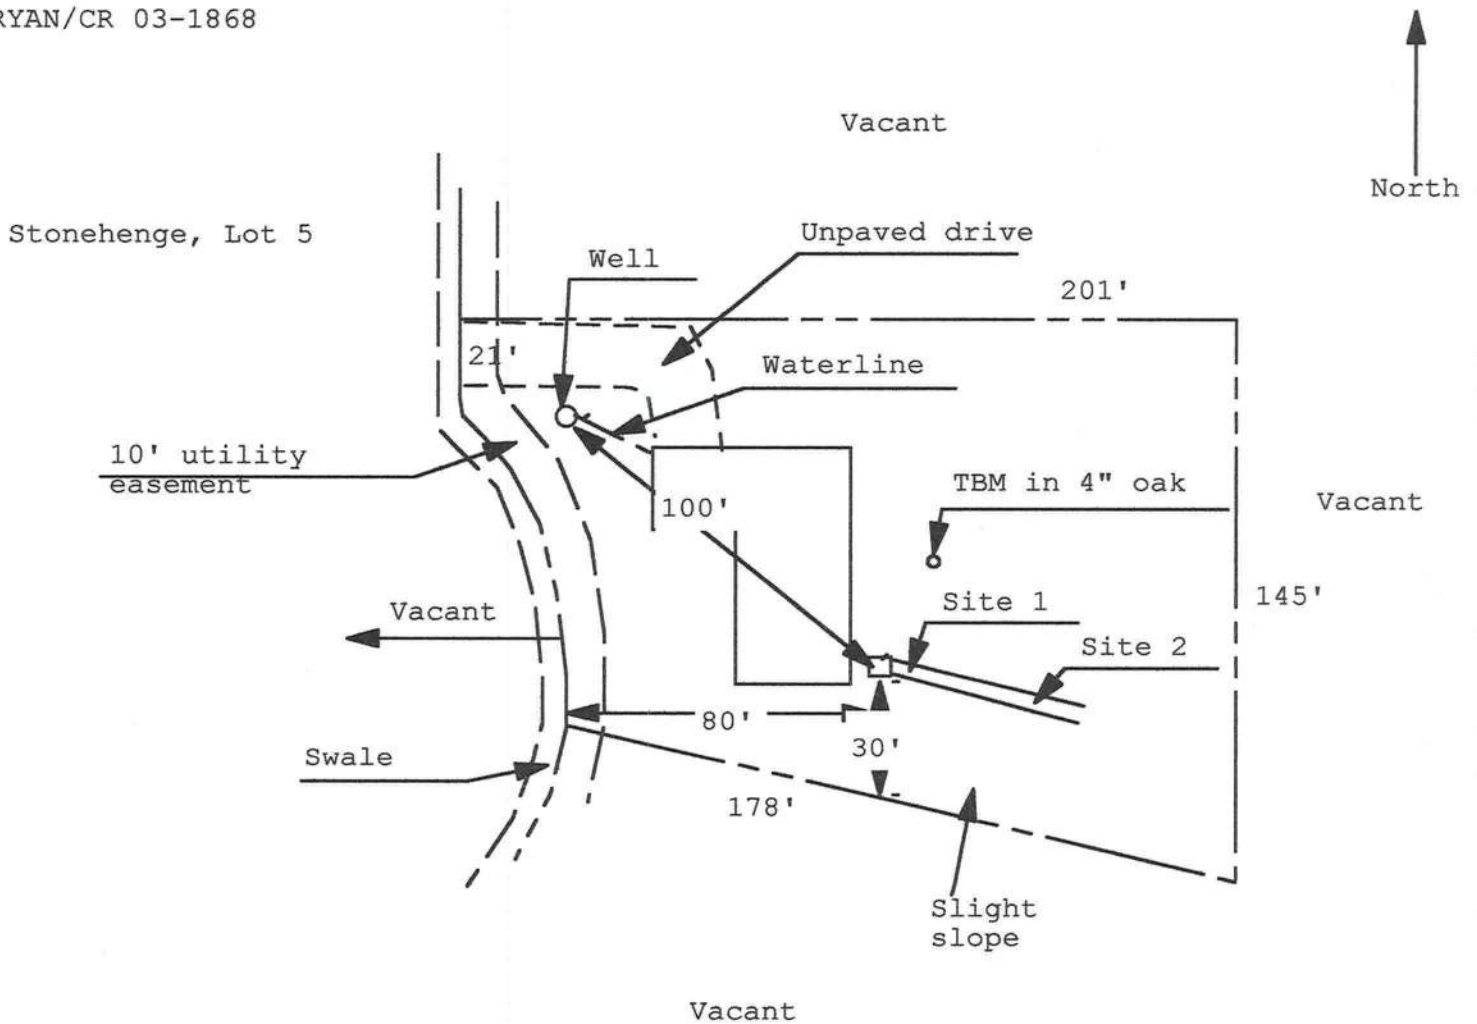 RYAN/CR 03-1868
Vacant
North
Stonehenge, Lot 5
Unpaved drive
Well
201'
21'
Waterline
10' utility
easement
TBM in 4" oak
Vacant
100'
145'
Vacant
Site 1
Site 2
80'
30'
Swale
178'
Slight
slope
Vacant